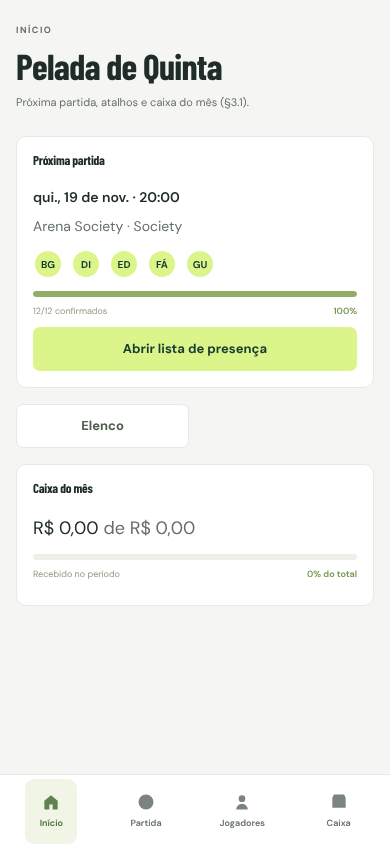 INÍCIO
Pelada de Quinta
Próxima partida, atalhos e caixa do mês (§3.1).
Próxima partida
qui., 19 de nov. · 20:00
Arena Society · Society
BG DI ED FÁ GU
12/12 confirmados 100%
Abrir lista de presença
Elenco
Caixa do mês
R$ 0,00 de R$ 0,00
Recebido no período 0% do total
Início Partida Jogadores Caixa